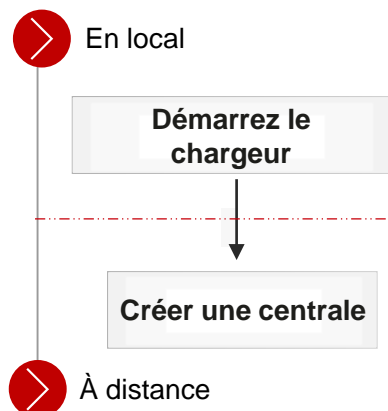 En local
Démarrez le
chargeur
Créer une centrale
À distance